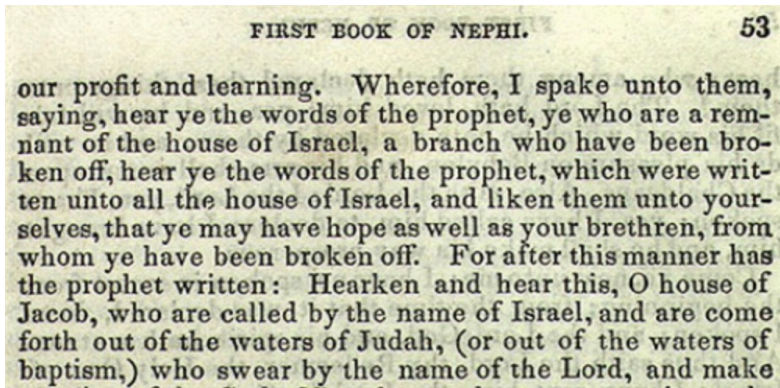 FIRST BOOK OF NEPHI. 53
our profit and learning. Wherefore, I spake unto them,
saying, hear ye the words of the prophet, ye who are a rem-
nant of the house of Israel, a branch who have been bro-
ken off, hear ye the words of the prophet, which were writ-
ten unto all the house of Israel, and liken them unto your-
selves, that ye may have hope as well as your brethren, from
whom ye have been broken off. For after this manner has
the prophet written: Hearken and hear this, O house of
Jacob, who are called by the name of Israel, and are come
forth out of the waters of Judah, (or out of the waters of
baptism,) who swear by the name of the Lord, and make